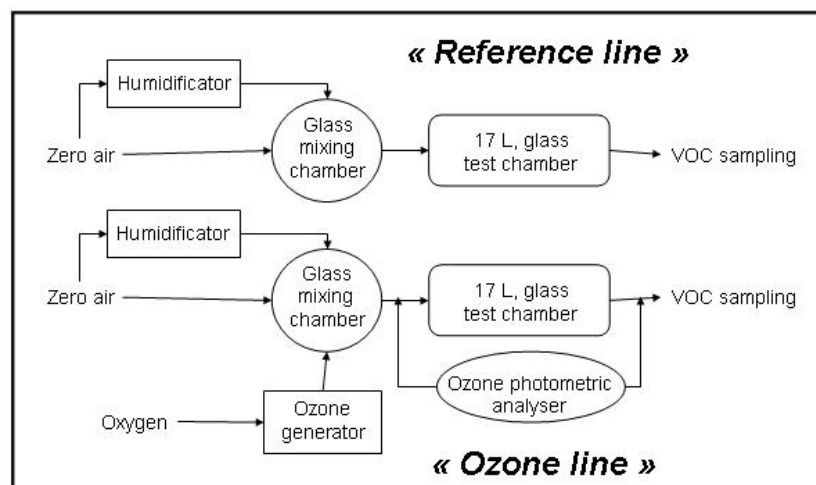 « Reference line »
Humidificator
Glass
mixing
chamber
Zero air
17 L, glass
test chamber
VOC sampling
Humidificator
Glass
mixing
chamber
Zero air
17 L, glass
test chamber
VOC sampling
Ozone photometric
analyser
Oxygen
Ozone
generator
« Ozone line »